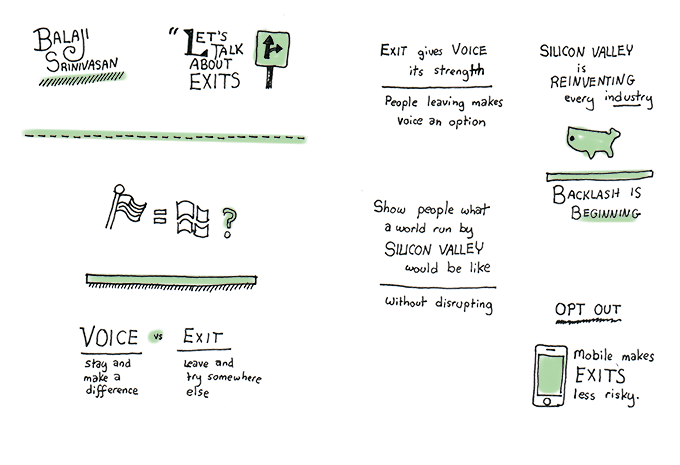 BALAJI
SRINIVASAN
"LET'S
TALK
ABOUT
EXITS
=
?
VOICE vs EXIT
stay and
make a
difference
Leave and
try somewhere
else
EXIT gives VOICE
its strength
People leaving makes
voice an option
Show people what
a world run by
SILICON VALLEY
would be like
without disrupting
SILICON VALLEY
is
REINVENTING
every industry
BACKLASH IS
BEGINNING
OPT OUT
Mobile makes
EXITS
less risky.